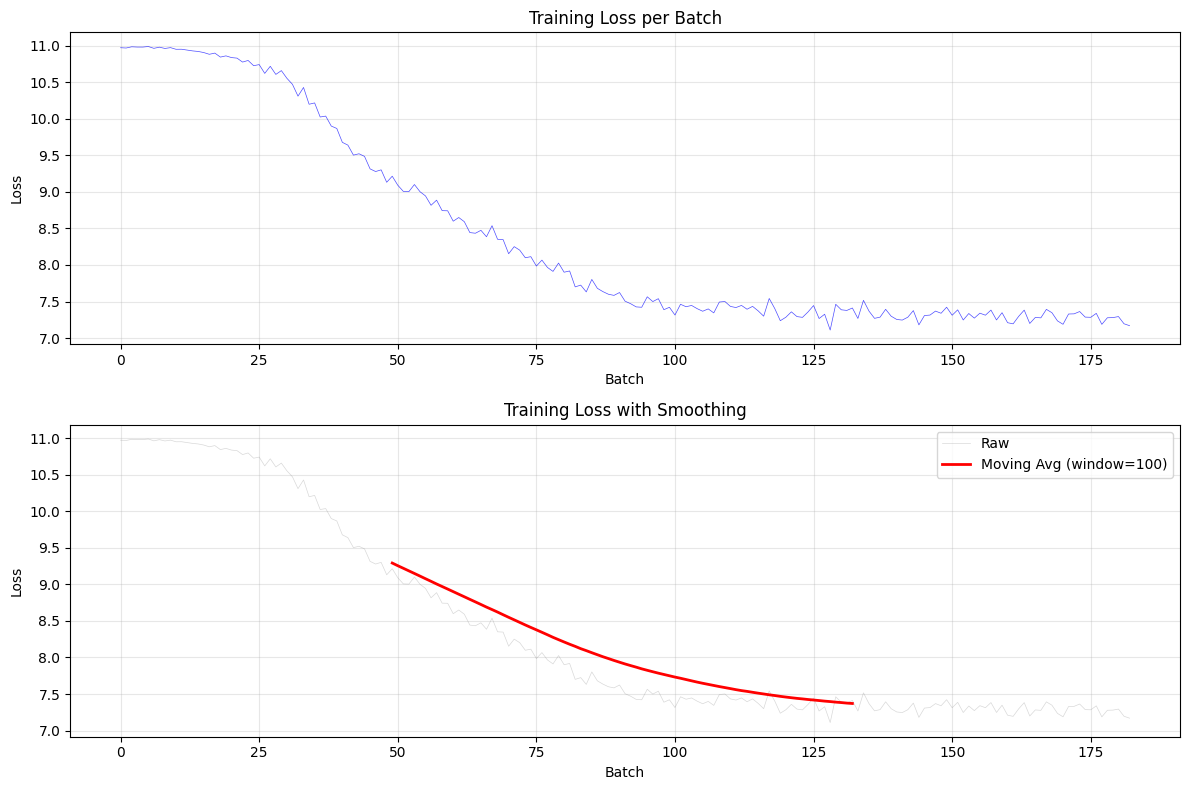 Training Loss per Batch
11.0
10.5
10.0
9.5
9.0
8.5
8.0
7.5
7.0
Loss
0 25 50 75 100 125 150 175
Batch
Training Loss with Smoothing
11.0
10.5
10.0
9.5
9.0
8.5
8.0
7.5
7.0
Loss
Raw
Moving Avg (window=100)
0 25 50 75 100 125 150 175
Batch